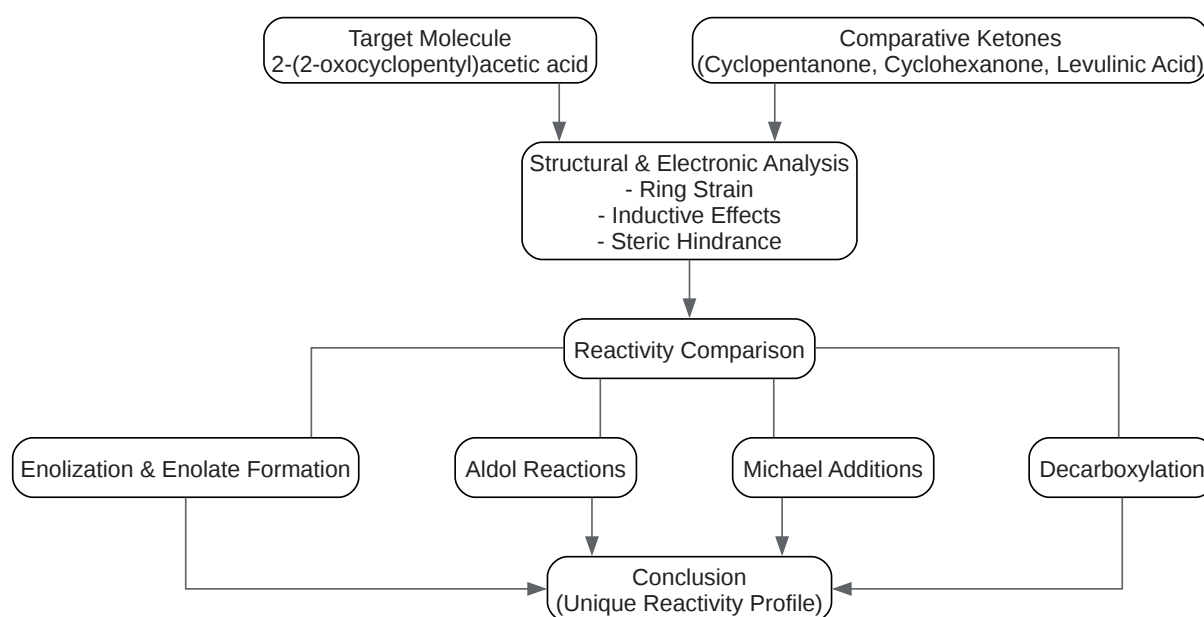 Target Molecule
2-(2-oxocyclopentyl)acetic acid
Comparative Ketones
(Cyclopentanone, Cyclohexanone, Levulinic Acid)
Structural & Electronic Analysis
- Ring Strain
- Inductive Effects
- Steric Hindrance
Reactivity Comparison
Enolization & Enolate Formation
Aldol Reactions
Michael Additions
Decarboxylation
Conclusion
(Unique Reactivity Profile)